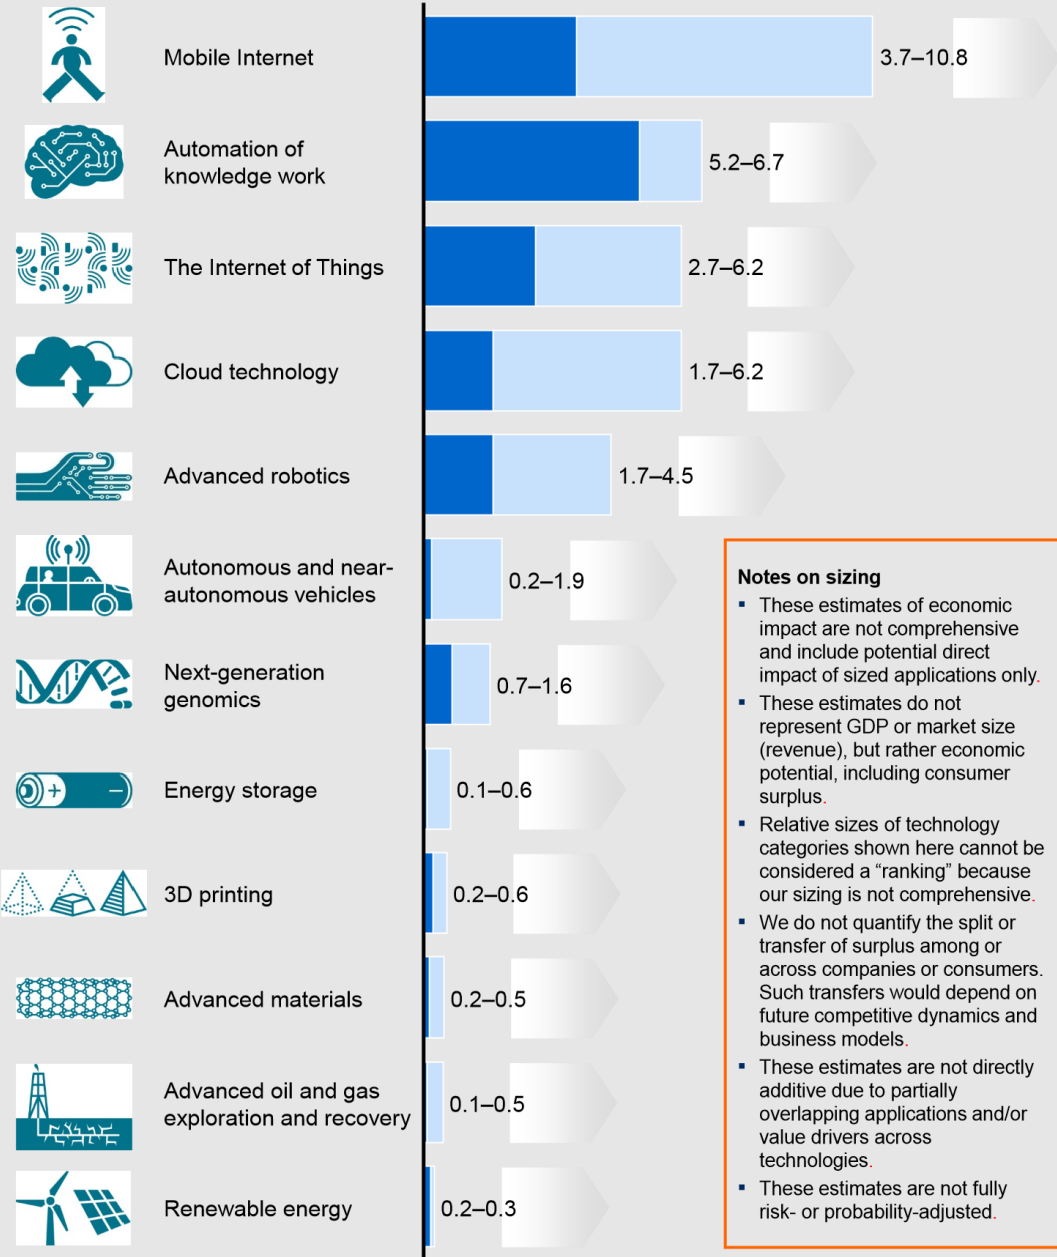 Mobile Internet
3.7–10.8
Automation of
knowledge work
5.2–6.7
The Internet of Things
2.7–6.2
Cloud technology
1.7–6.2
Advanced robotics
1.7–4.5
Autonomous and near-
autonomous vehicles
0.2–1.9
Next-generation
genomics
0.7–1.6
Energy storage
0.1–0.6
3D printing
0.2–0.6
Advanced materials
0.2–0.5
Advanced oil and gas
exploration and recovery
0.1–0.5
Renewable energy
0.2–0.3
Notes on sizing
▪ These estimates of economic
impact are not comprehensive
and include potential direct
impact of sized applications only.
▪ These estimates do not
represent GDP or market size
(revenue), but rather economic
potential, including consumer
surplus.
▪ Relative sizes of technology
categories shown here cannot be
considered a “ranking” because
our sizing is not comprehensive.
▪ We do not quantify the split or
transfer of surplus among or
across companies or consumers.
Such transfers would depend on
future competitive dynamics and
business models.
▪ These estimates are not directly
additive due to partially
overlapping applications and/or
value drivers across
technologies.
▪ These estimates are not fully
risk- or probability-adjusted.